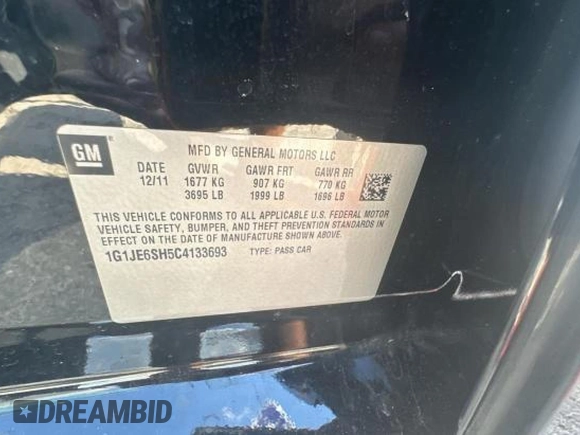 GM
MFD BY GENERAL MOTORS LLC
DATE GVWR GAWR FRT GAWR RR
12/11 1677 KG 907 KG 770 KG
3695 LB 1999 LB 1696 LB
THIS VEHICLE CONFORMS TO ALL APPLICABLE U.S. FEDERAL MOTOR
VEHICLE SAFETY, BUMPER, AND THEFT PREVENTION STANDARDS IN
EFFECT ON THE DATE OF MANUFACTURE SHOWN ABOVE.
1G1JE6SH5C4133693 TYPE: PASS CAR
DREAMBID